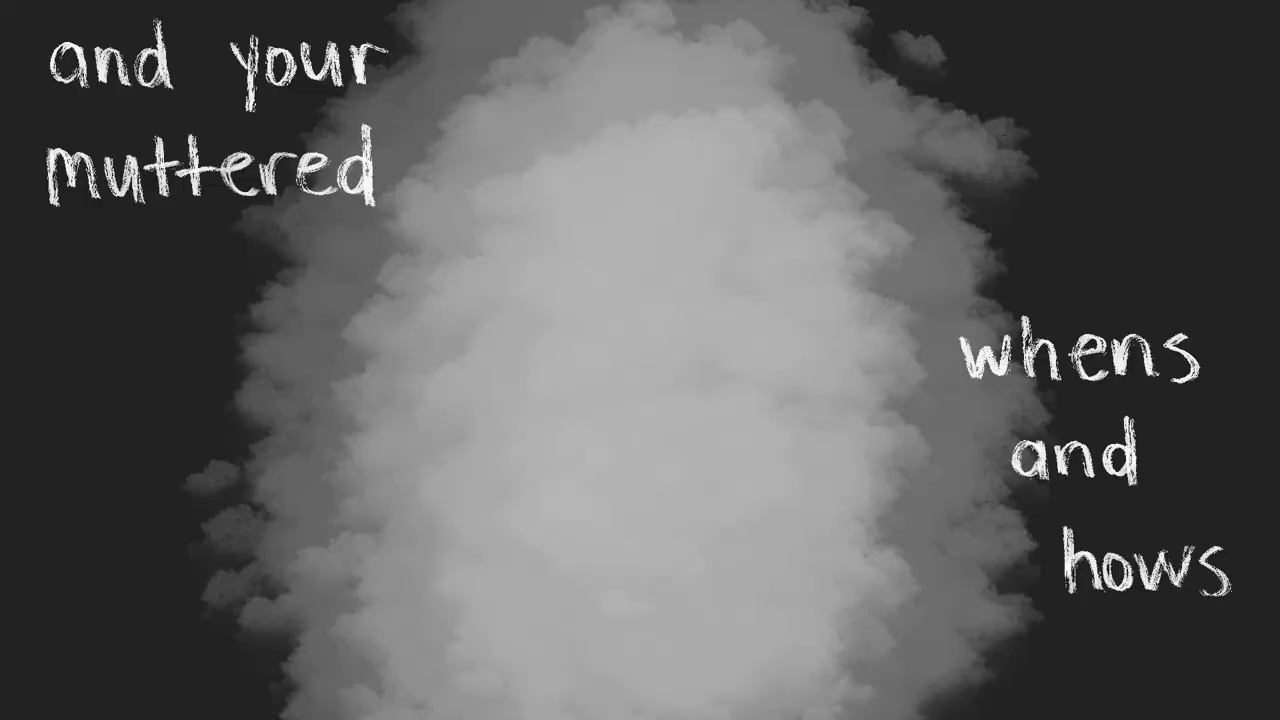 and your
muttered
whens
and
hows